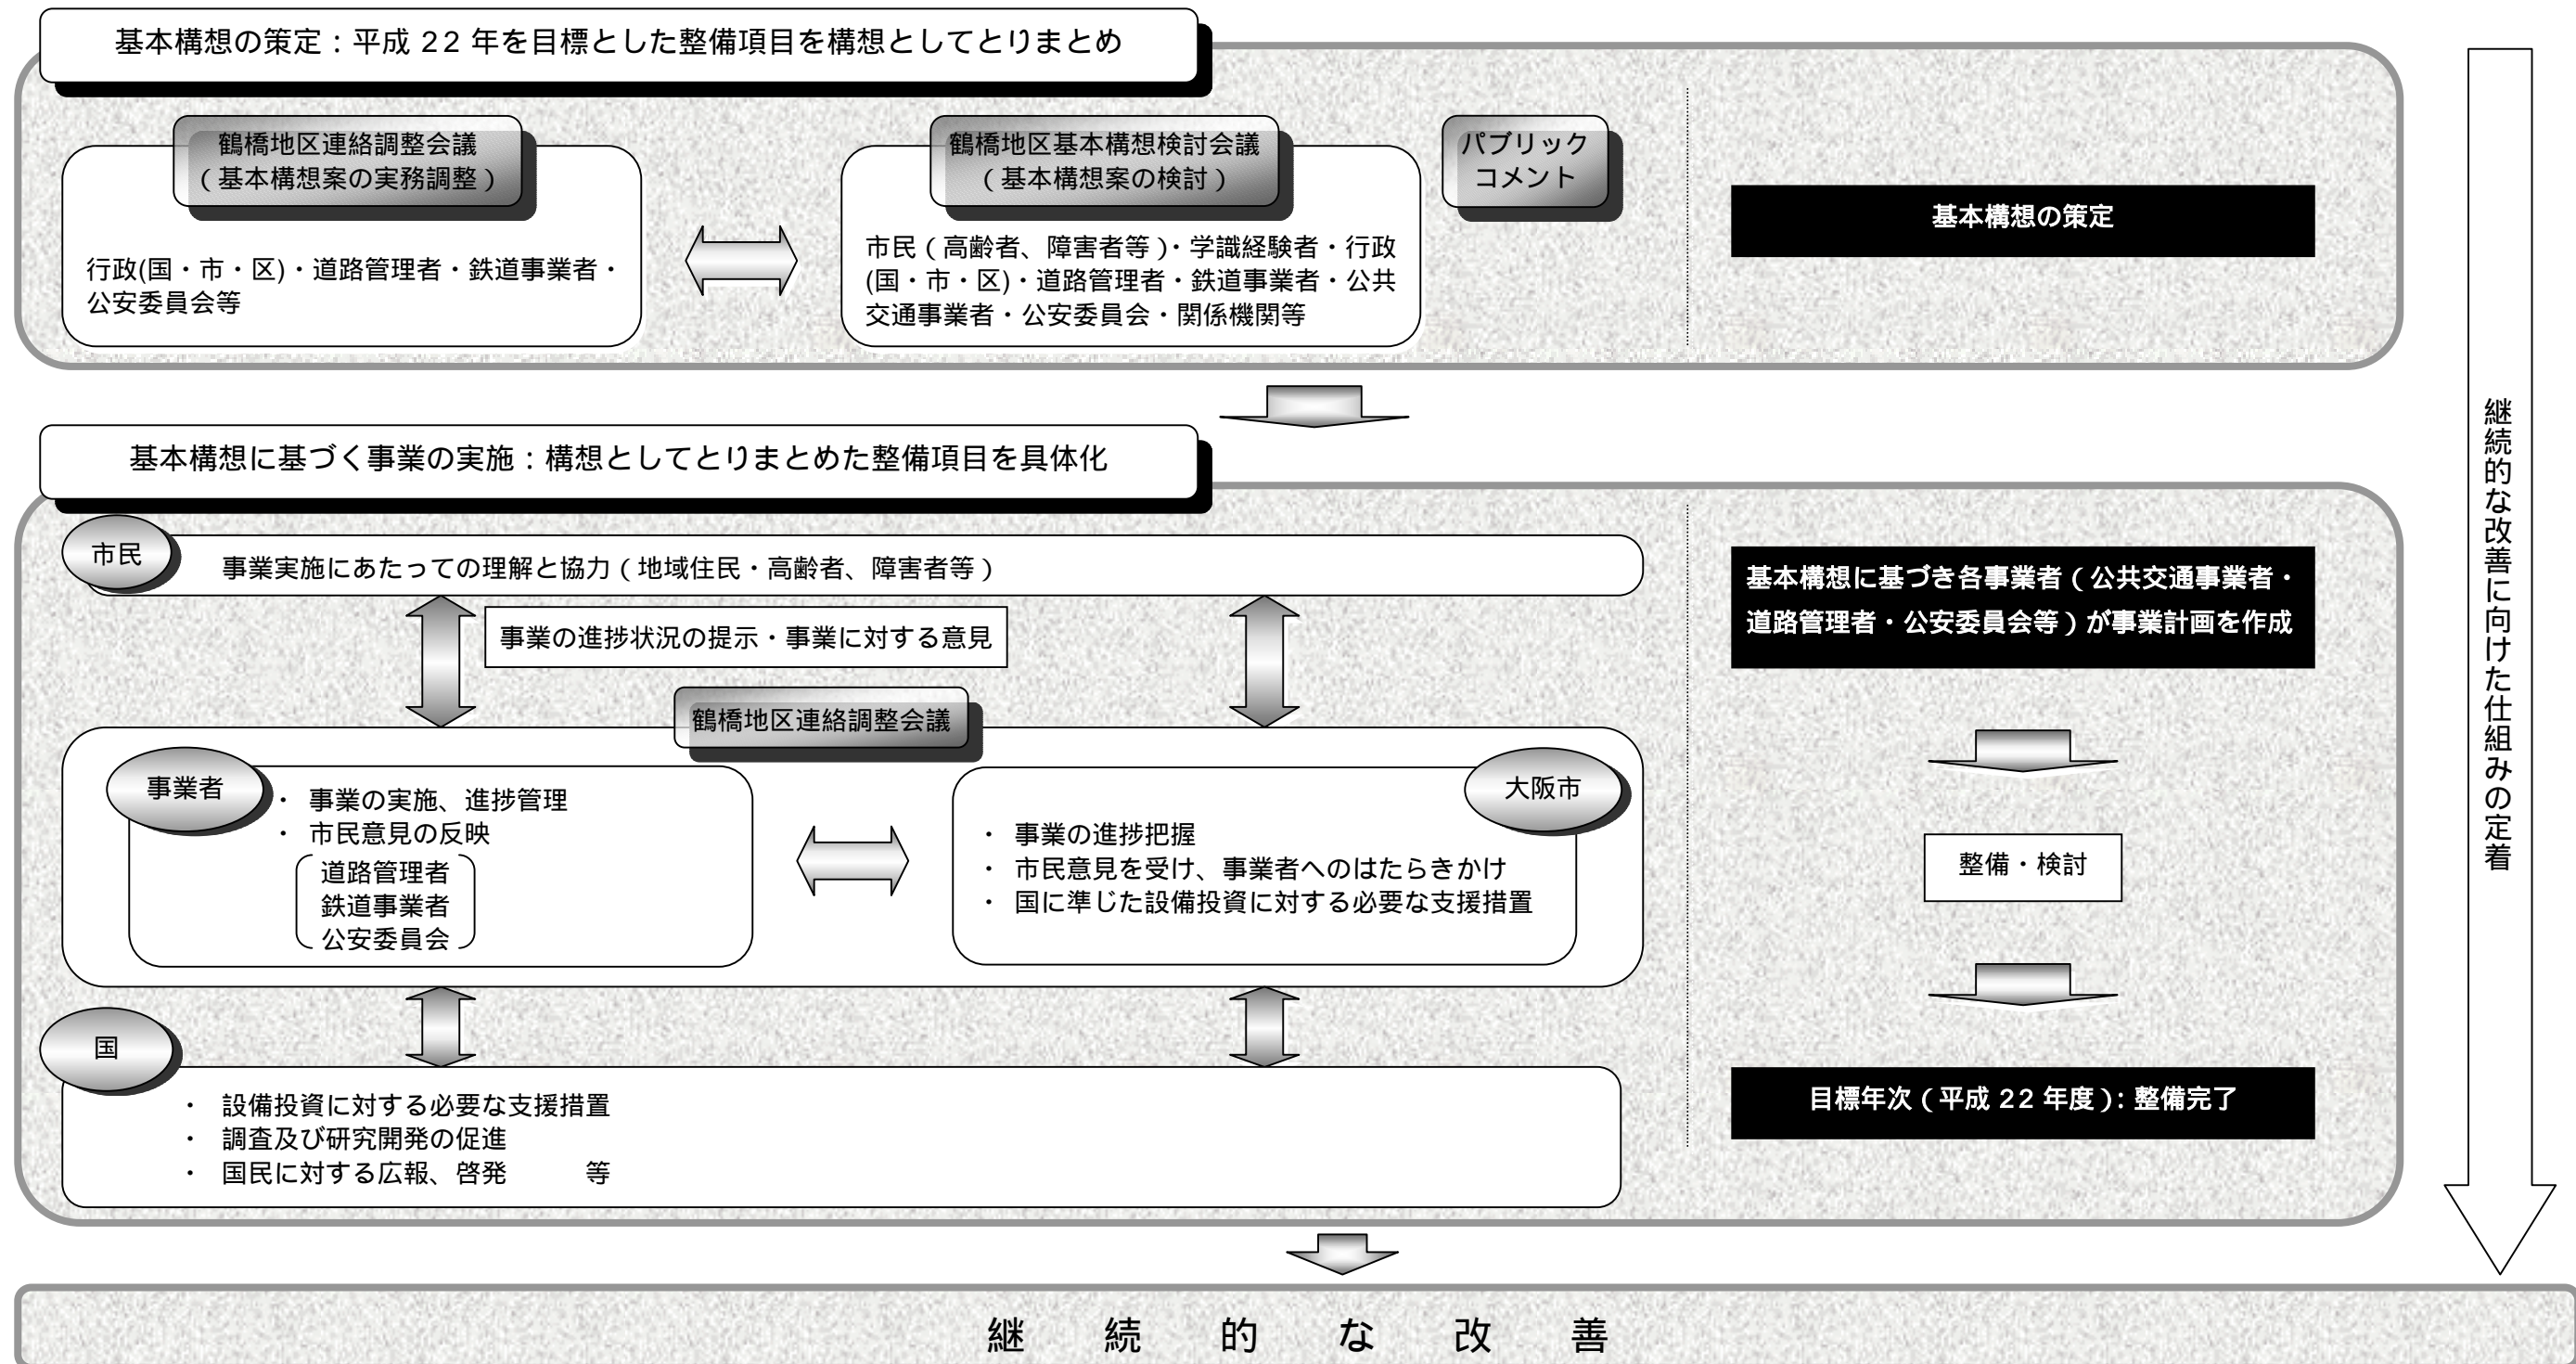 基本構想の策定：平成 22 年を目標とした整備項目を構想としてとりまとめ
鶴橋地区連絡調整会議
（基本構想案の実務調整）
行政(国・市・区)・道路管理者・鉄道事業者・
公安委員会等
鶴橋地区基本構想検討会議
（基本構想案の検討）
市民（高齢者、障害者等）・学識経験者・行政
(国・市・区)・道路管理者・鉄道事業者・公共
交通事業者・公安委員会・関係機関等
パブリック
コメント
基本構想の策定
基本構想に基づく事業の実施：構想としてとりまとめた整備項目を具体化
市民
事業実施にあたっての理解と協力（地域住民・高齢者、障害者等）
事業の進捗状況の提示・事業に対する意見
鶴橋地区連絡調整会議
事業者
・ 事業の実施、進捗管理
・ 市民意見の反映
道路管理者
鉄道事業者
公安委員会
大阪市
・ 事業の進捗把握
・ 市民意見を受け、事業者へのはたらきかけ
・ 国に準じた設備投資に対する必要な支援措置
国
・ 設備投資に対する必要な支援措置
・ 調査及び研究開発の促進
・ 国民に対する広報、啓発　　　等
基本構想に基づき各事業者（公共交通事業者・
道路管理者・公安委員会等）が事業計画を作成
整備・検討
目標年次（平成 22 年度）：整備完了
継続的な改善に向けた仕組みの定着
継続的な改善